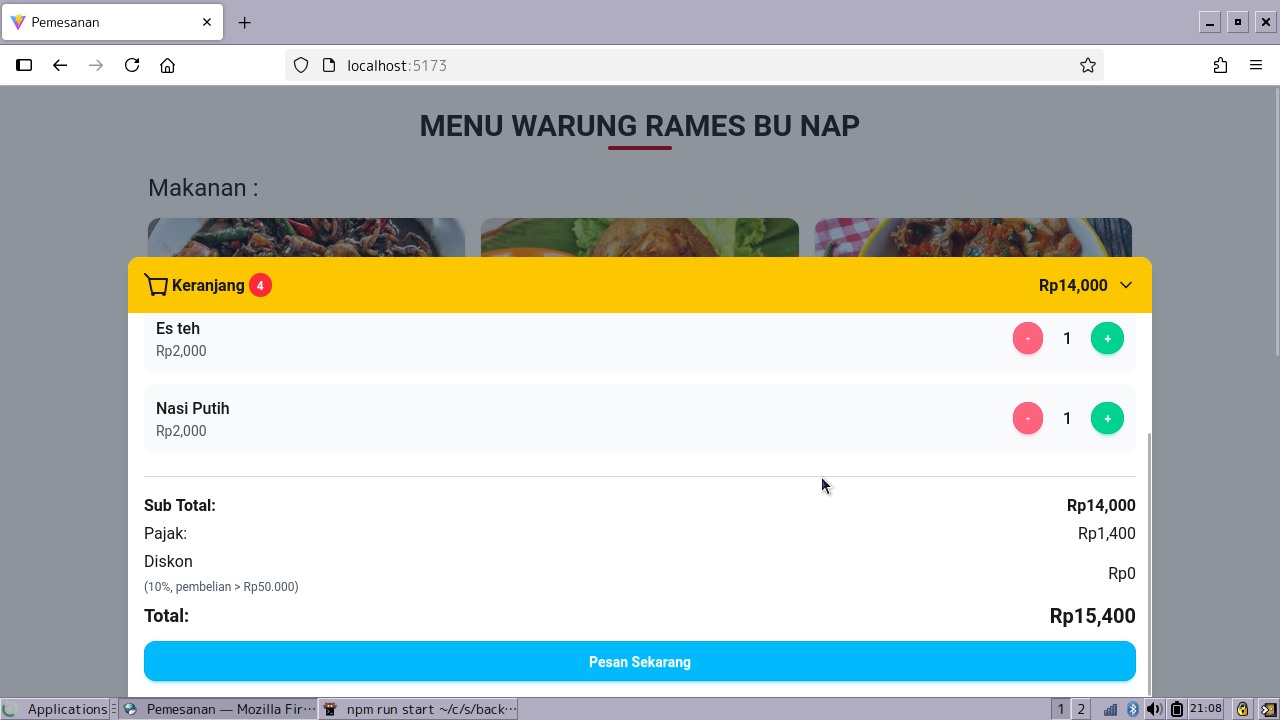 Pemesanan
localhost:5173
MENU WARUNG RAMES BU NAP
Makanan :
Keranjang 4 Rp14,000
Es teh
Rp2,000
- 1 +
Nasi Putih
Rp2,000
- 1 +
Sub Total: Rp14,000
Pajak: Rp1,400
Diskon
(10%, pembelian > Rp50.000) Rp0
Total: Rp15,400
Pesan Sekarang
Applications Pemesanan — Mozilla Fir··· npm run start ~/c/s/back··· 1 2 21:08